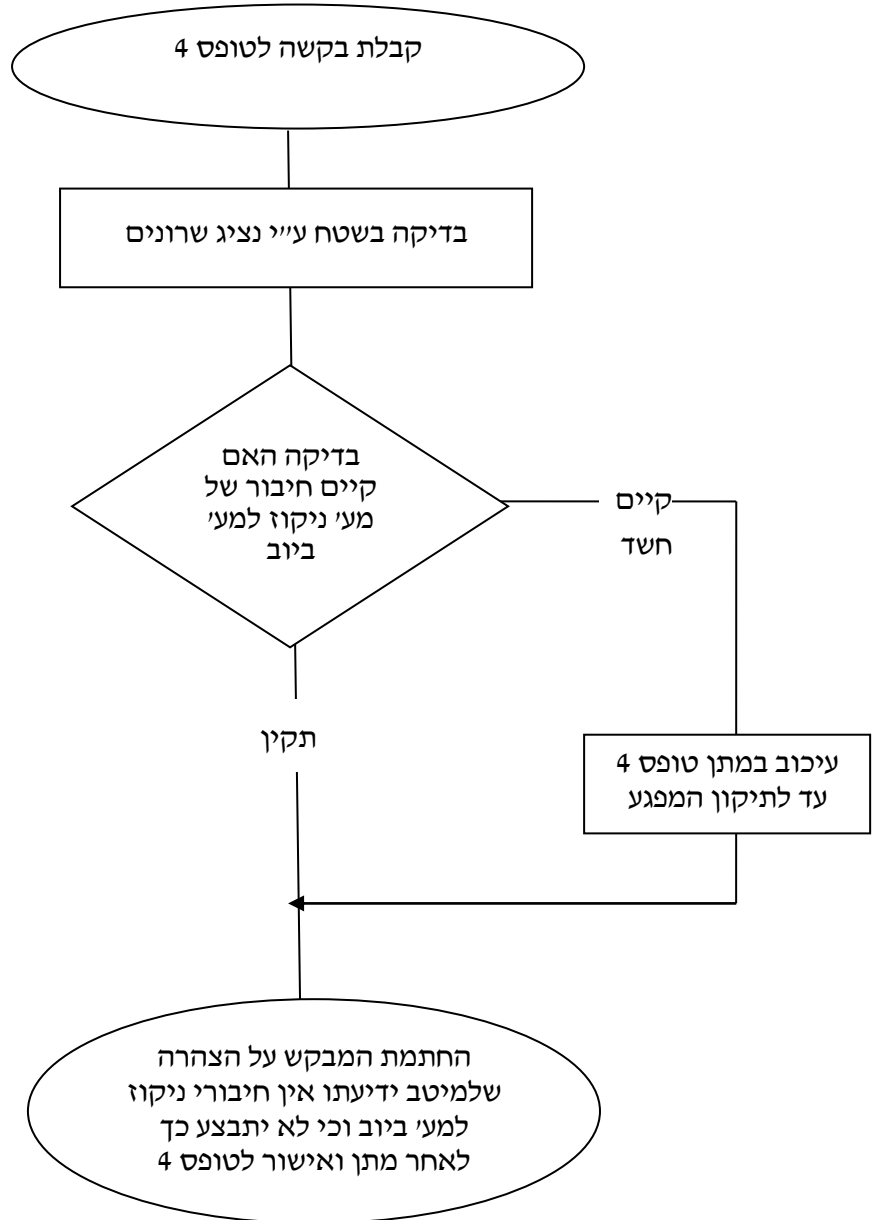 קבלת בקשה לטופס 4
בדיקה בשטח ע״י נציג שרונים
בדיקה האם
קיים חיבור של
מע׳ ניקוז למע׳
ביוב
קיים
חשד
תקין
עיכוב במתן טופס 4
עד לתיקון המפגע
החתמת המבקש על הצהרה
שלמיטב ידיעתו אין חיבורי ניקוז
למע׳ ביוב וכי לא יתבצע כך
לאחר מתן ואישור לטופס 4